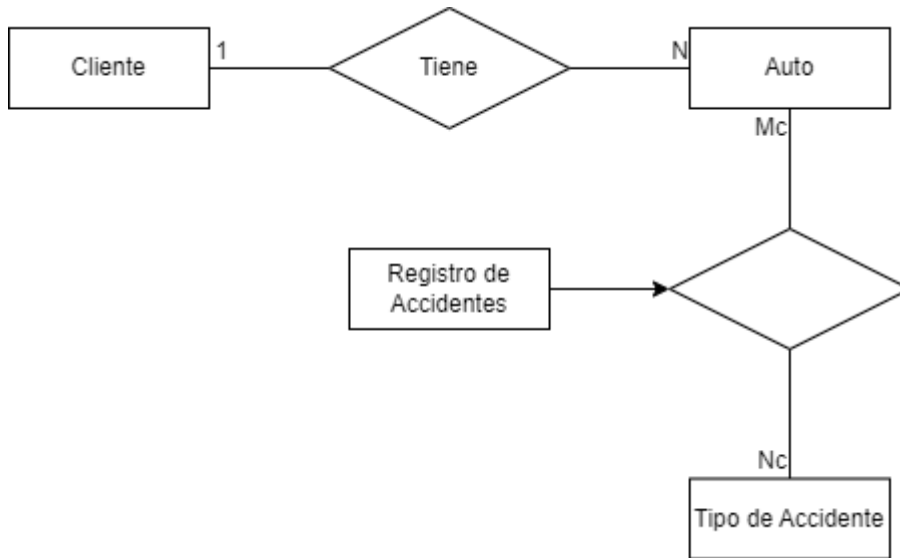 Cliente
1
Tiene
N
Auto
Mc
Registro de
Accidentes
Nc
Tipo de Accidente